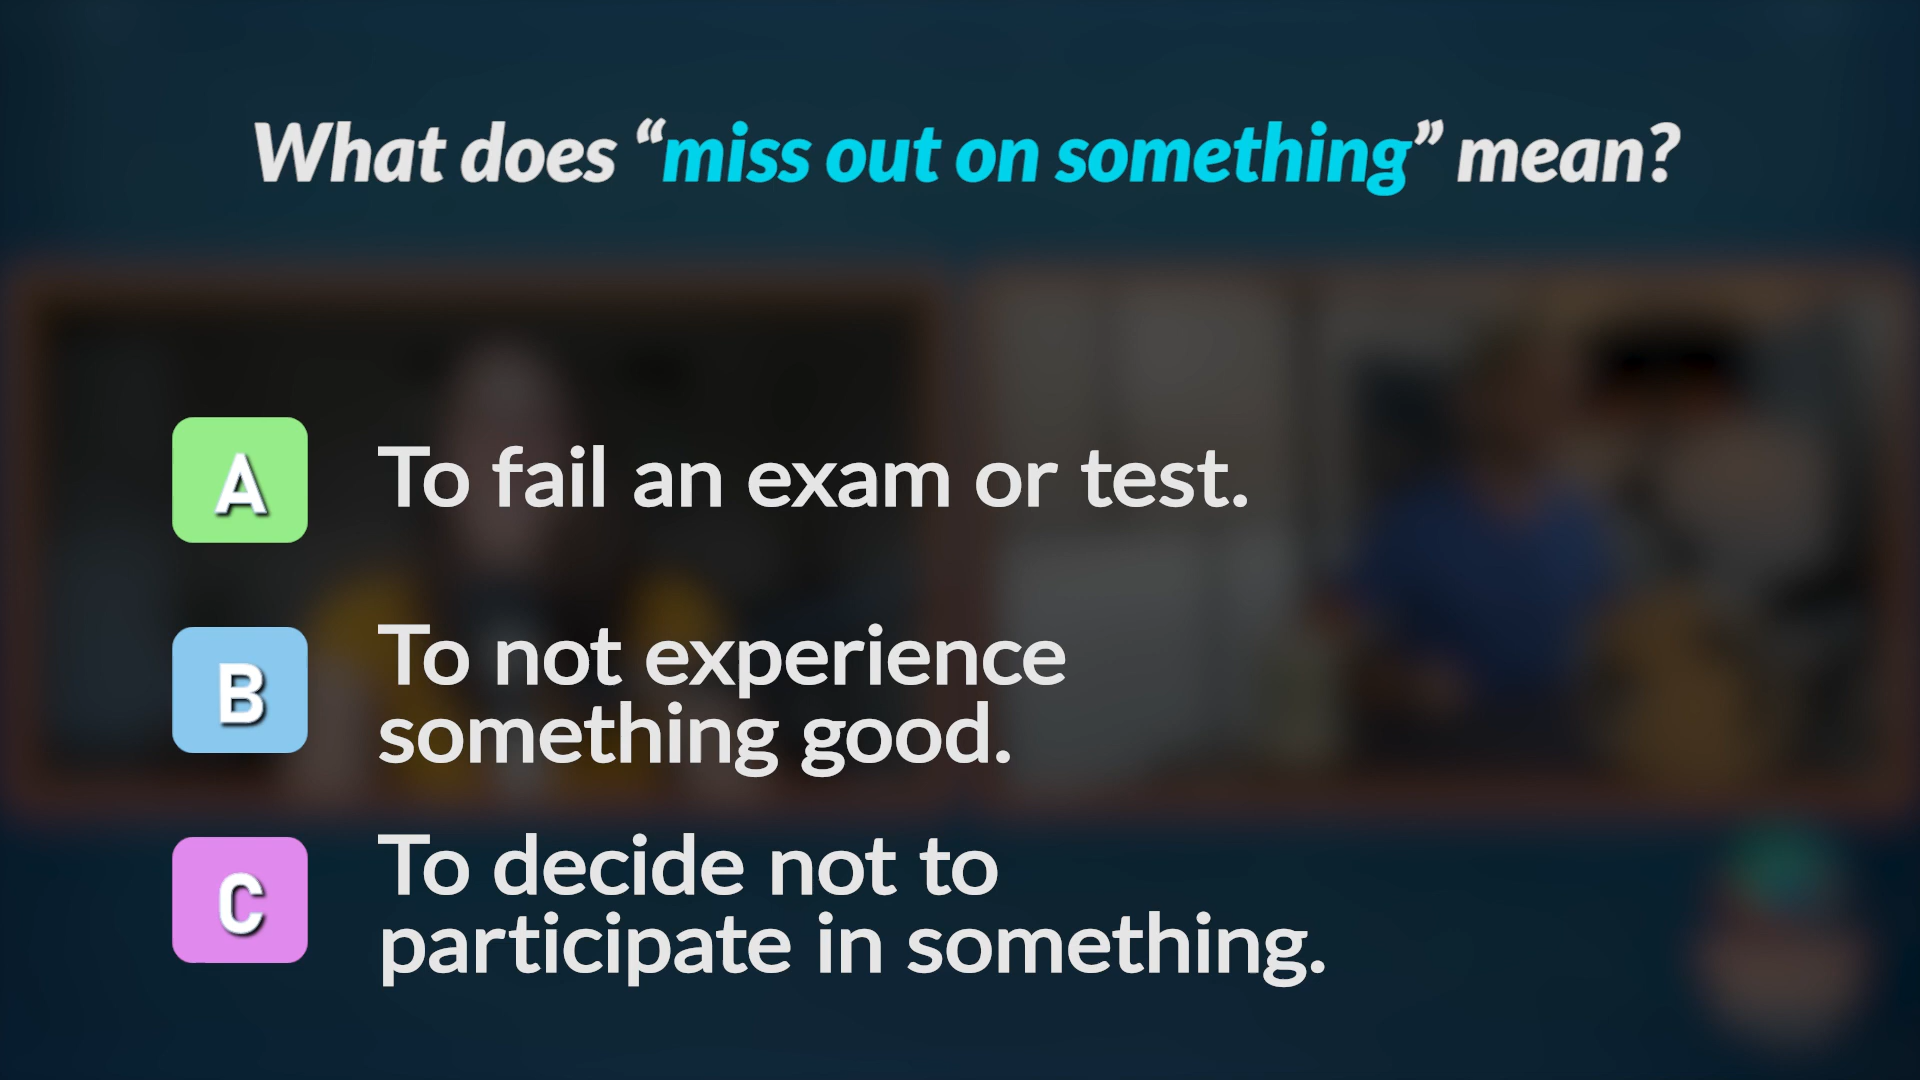 What does “miss out on something” mean?
A
To fail an exam or test.
B
To not experience
something good.
C
To decide not to
participate in something.